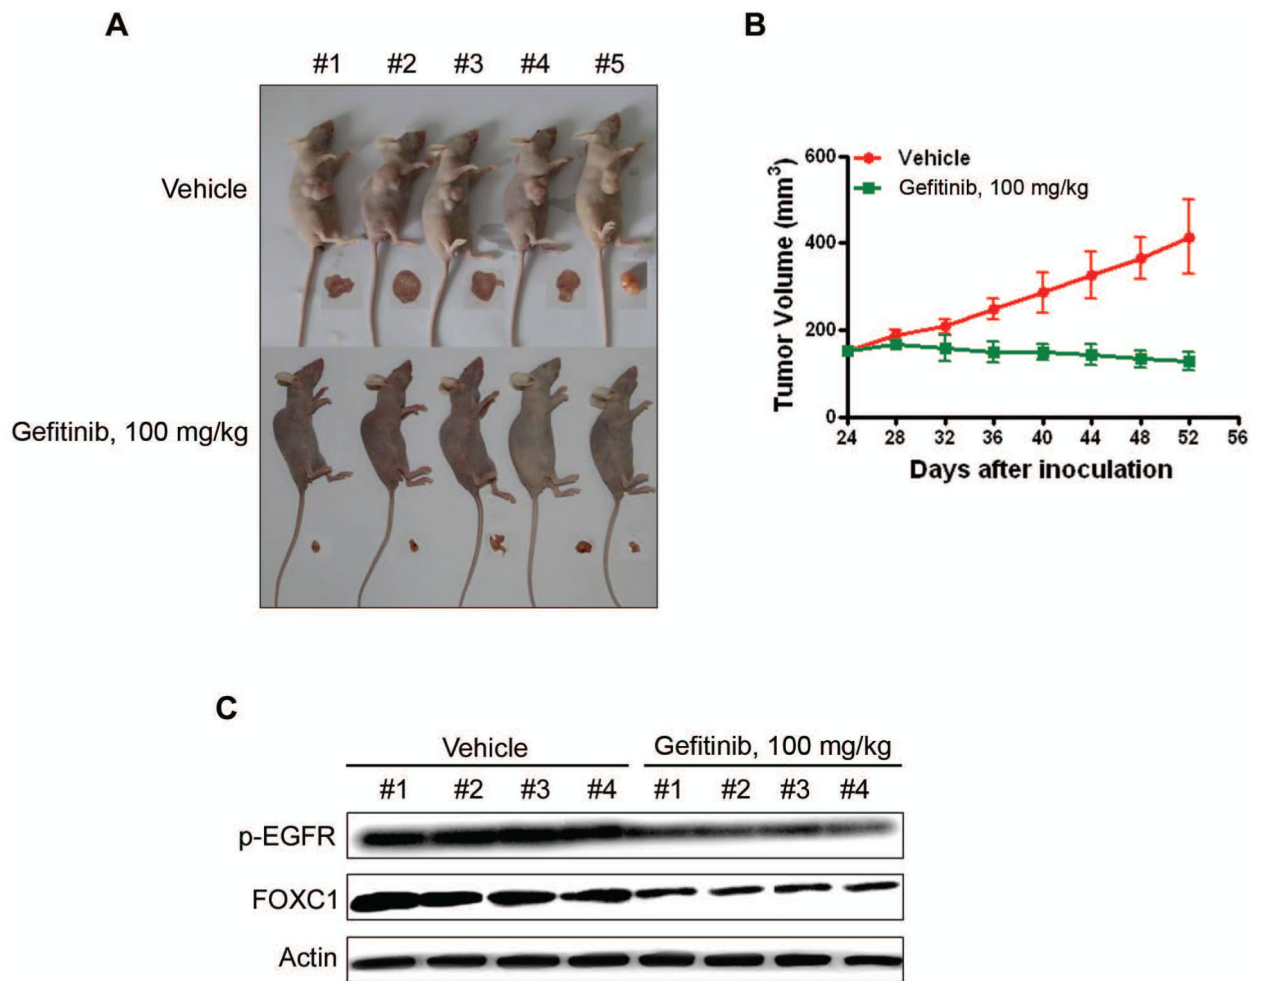 A
#1 #2 #3 #4 #5
Vehicle
Gefitinib, 100 mg/kg
B
600
400
200
0
Tumor Volume (mm³)
Vehicle
Gefitinib, 100 mg/kg
24 28 32 36 40 44 48 52 56
Days after inoculation
C
Vehicle Gefitinib, 100 mg/kg
#1 #2 #3 #4 #1 #2 #3 #4
p-EGFR
FOXC1
Actin